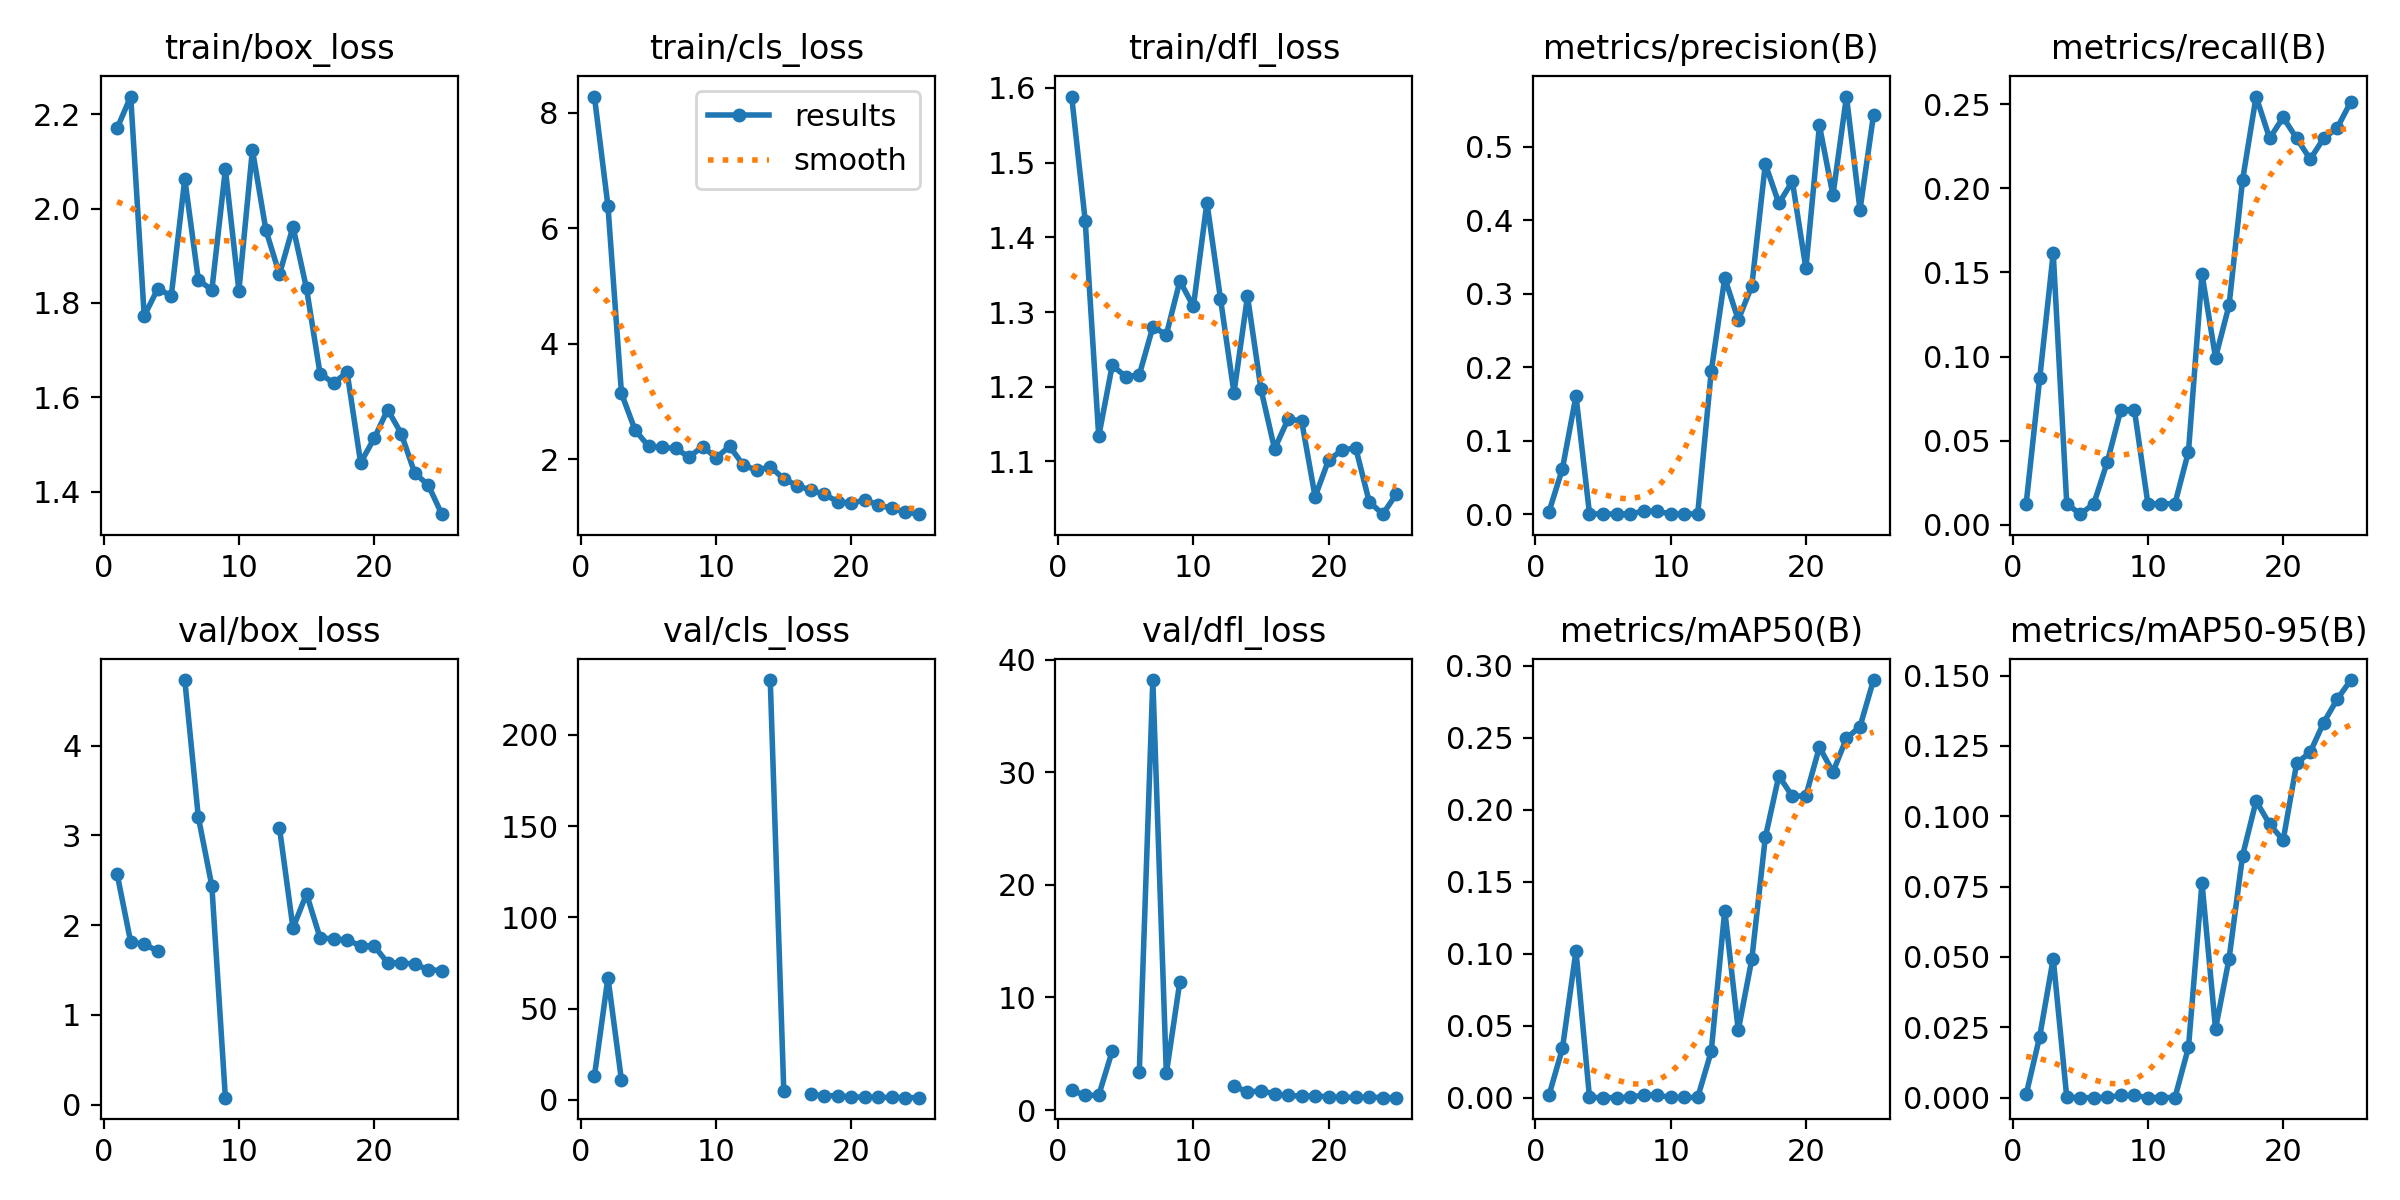 train/box_loss
2.2
2.0
1.8
1.6
1.4
0 10 20
train/cls_loss
results
smooth
8
6
4
2
0 10 20
train/dfl_loss
1.6
1.5
1.4
1.3
1.2
1.1
0 10 20
metrics/precision(B)
0.5
0.4
0.3
0.2
0.1
0.0
0 10 20
metrics/recall(B)
0.25
0.20
0.15
0.10
0.05
0.00
0 10 20
val/box_loss
4
3
2
1
0
0 10 20
val/cls_loss
200
150
100
50
0
0 10 20
val/dfl_loss
40
30
20
10
0
0 10 20
metrics/mAP50(B)
0.30
0.25
0.20
0.15
0.10
0.05
0.00
0 10 20
metrics/mAP50-95(B)
0.150
0.125
0.100
0.075
0.050
0.025
0.000
0 10 20